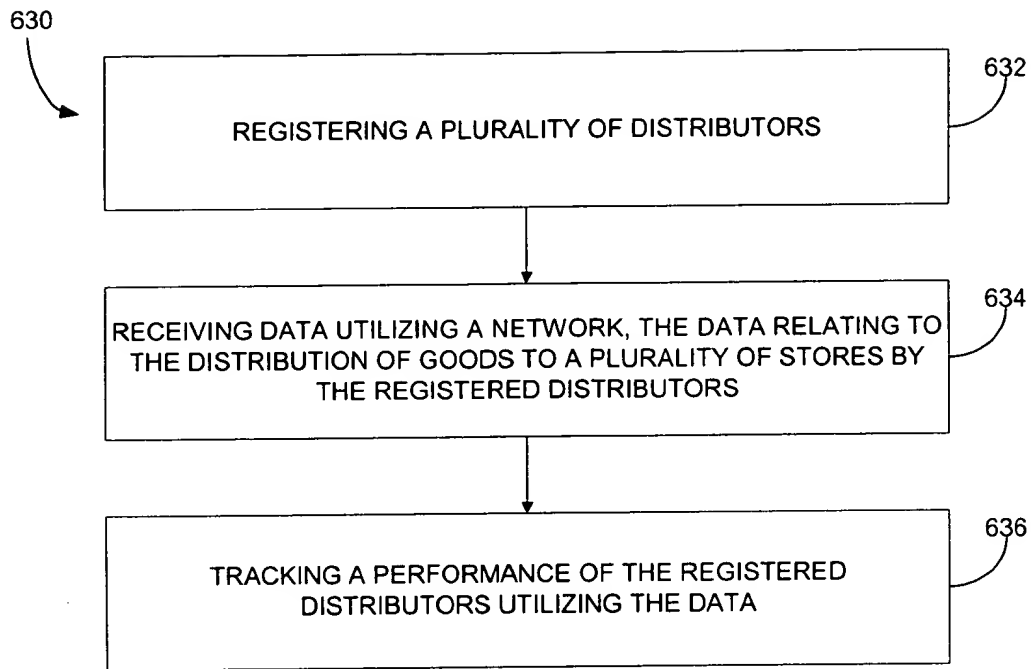 630
632
REGISTERING A PLURALITY OF DISTRIBUTORS
634
RECEIVING DATA UTILIZING A NETWORK, THE DATA RELATING TO
THE DISTRIBUTION OF GOODS TO A PLURALITY OF STORES BY
THE REGISTERED DISTRIBUTORS
636
TRACKING A PERFORMANCE OF THE REGISTERED
DISTRIBUTORS UTILIZING THE DATA